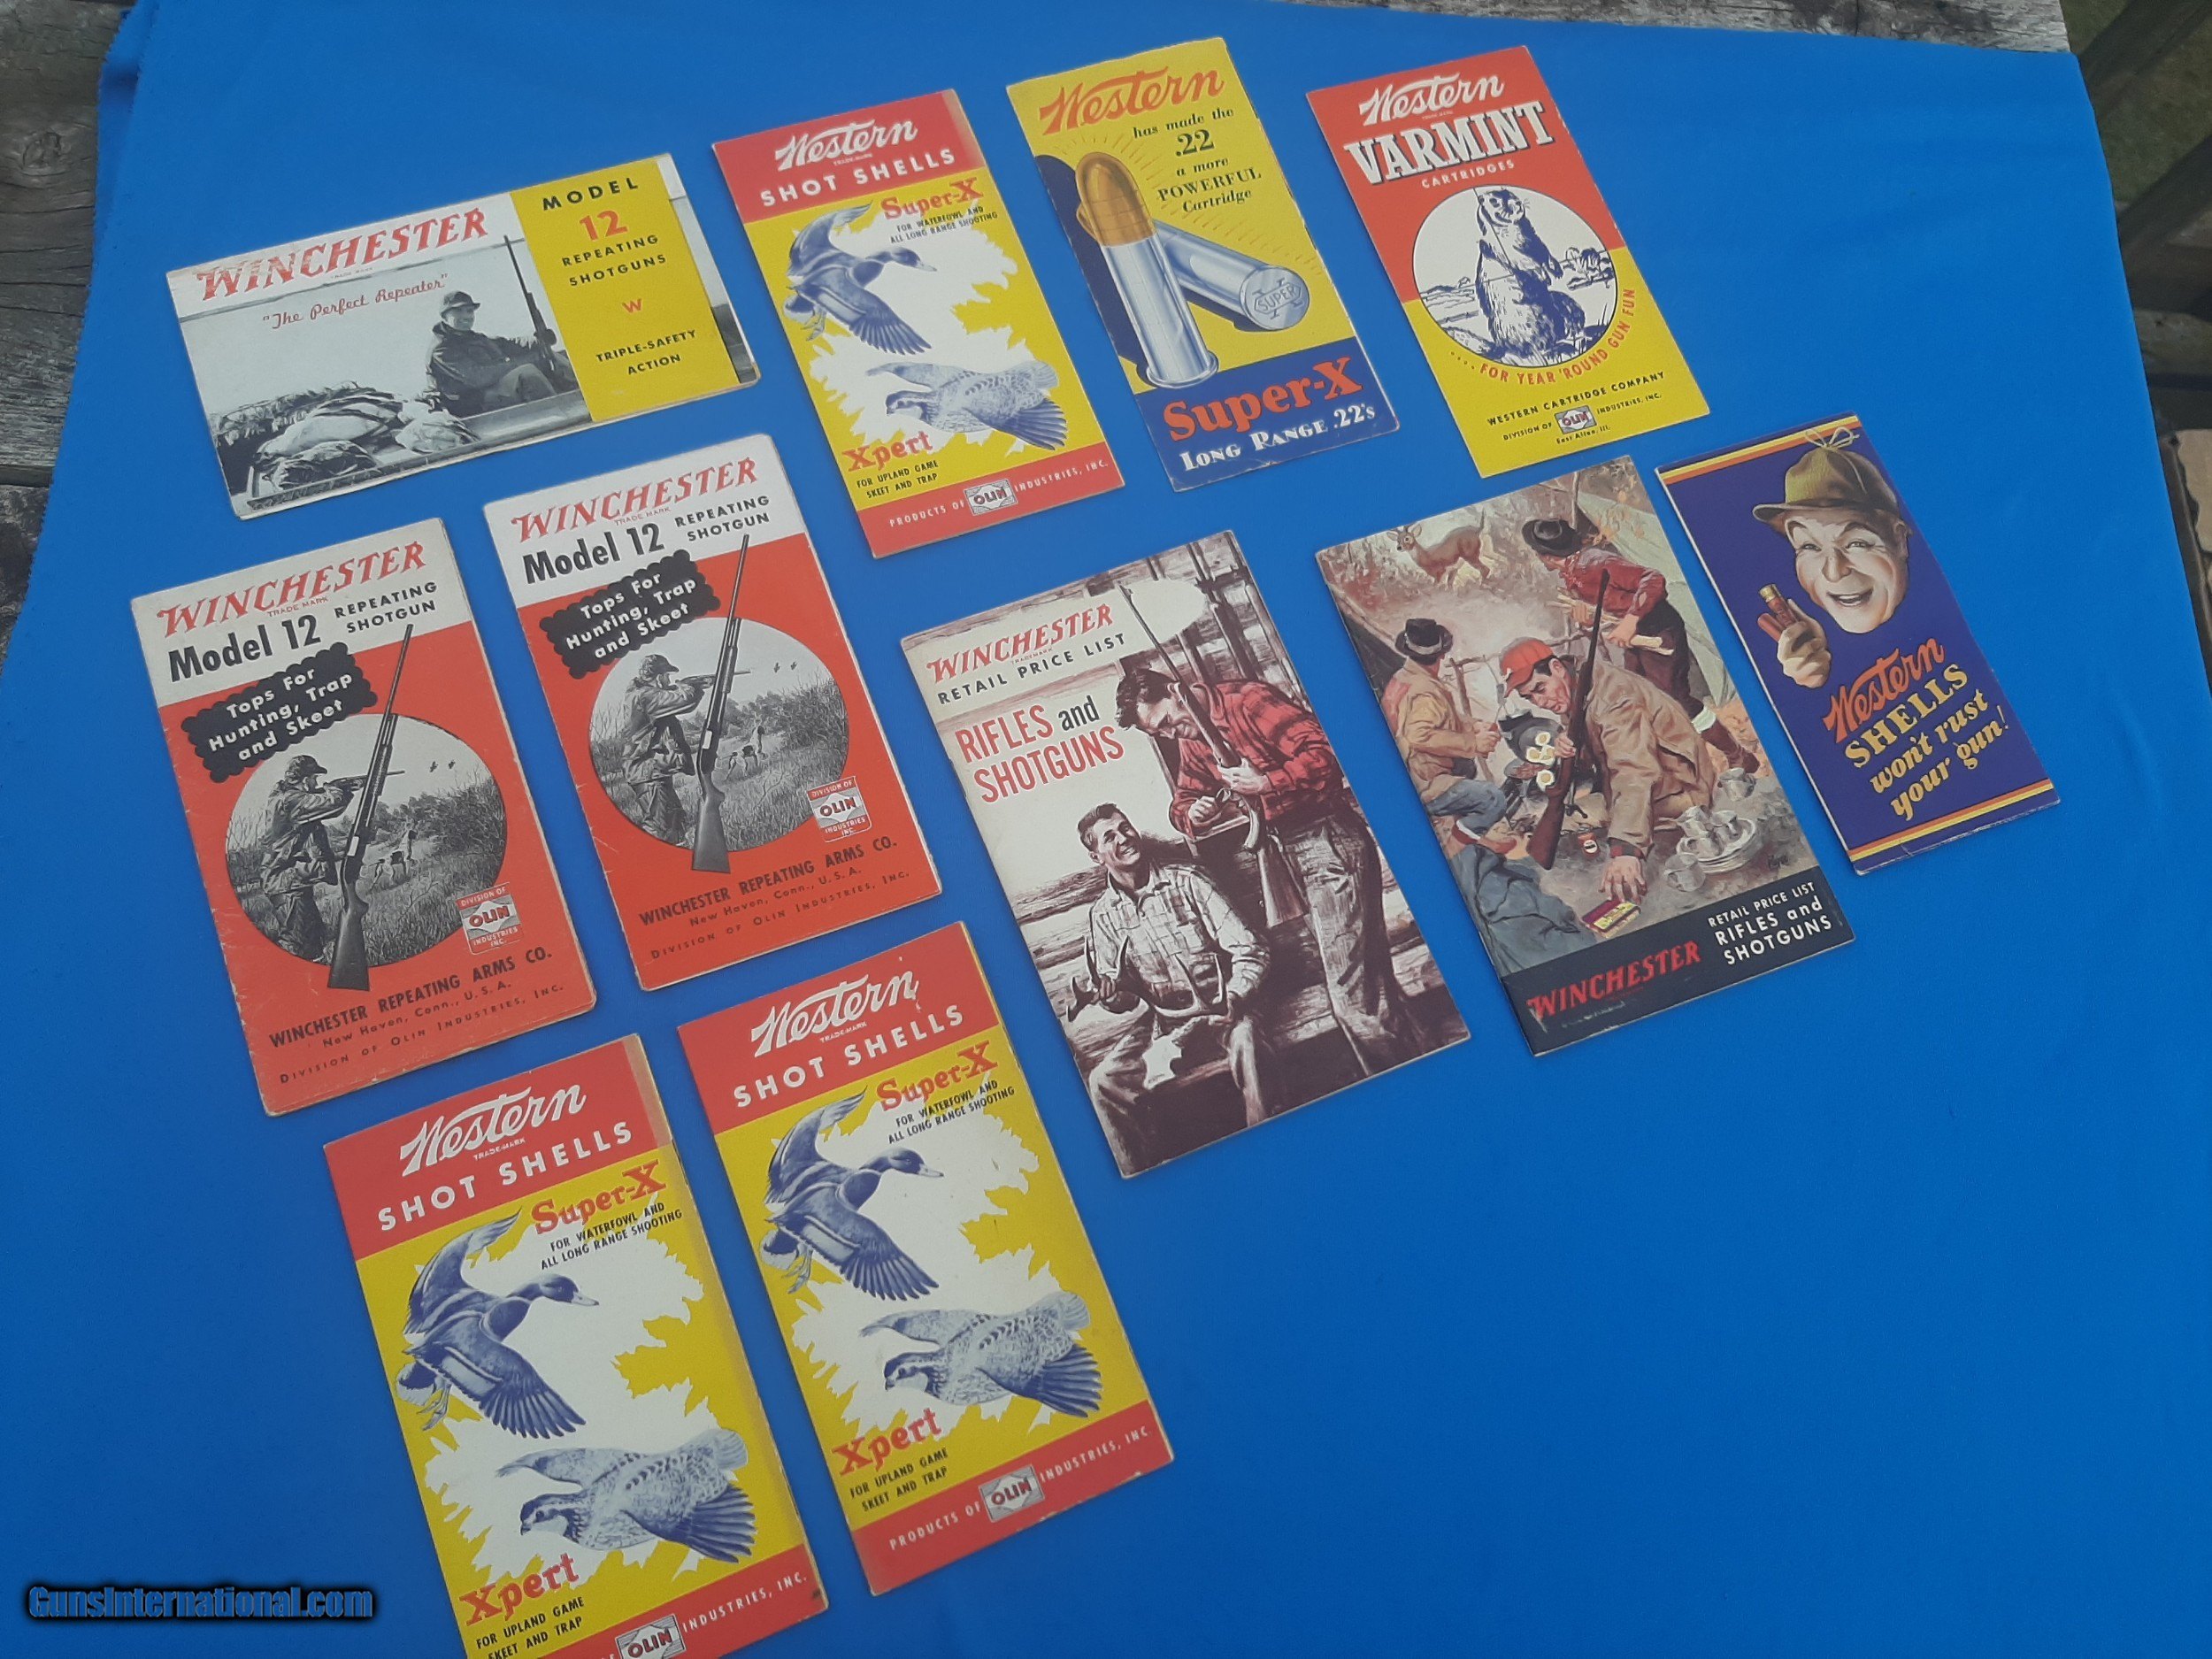 WINCHESTER
TRADE MARK
"The Perfect Repeater"
MODEL
12
REPEATING
SHOTGUNS
W
TRIPLE-SAFETY
ACTION
Western
TRADE-MARK
SHOT SHELLS
Super-X
FOR WATERFOWL AND
ALL LONG RANGE SHOOTING
Xpert
FOR UPLAND GAME
SKEET AND TRAP
PRODUCTS OF OLIN INDUSTRIES, INC.
Western
has made the
.22
a more
POWERFUL
Cartridge
SUPER X
Super-X
LONG RANGE .22's
Western
TRADE MARK
VARMINT
CARTRIDGES
....FOR YEAR 'ROUND GUN FUN
WESTERN CARTRIDGE COMPANY
DIVISION OF OLIN INDUSTRIES, INC.
East Alton, Ill.
WINCHESTER
TRADE MARK
Model 12 REPEATING
SHOTGUN
Tops For
Hunting, Trap
and Skeet
DIVISION OF
OLIN
INDUSTRIES
INC.
WINCHESTER REPEATING ARMS CO.
New Haven, Conn., U.S.A.
DIVISION OF OLIN INDUSTRIES, INC.
WINCHESTER
TRADE MARK
Model 12 REPEATING
SHOTGUN
Tops For
Hunting, Trap
and Skeet
DIVISION OF
OLIN
INDUSTRIES
INC.
WINCHESTER REPEATING ARMS CO.
New Haven, Conn., U.S.A.
DIVISION OF OLIN INDUSTRIES, INC.
WINCHESTER
TRADEMARK
RETAIL PRICE LIST
RIFLES and
SHOTGUNS
WINCHESTER
RETAIL PRICE LIST
RIFLES and
SHOTGUNS
Western
SHELLS
won't rust
your gun!
Western
TRADE-MARK
SHOT SHELLS
Super-X
FOR WATERFOWL AND
ALL LONG RANGE SHOOTING
Xpert
FOR UPLAND GAME
SKEET AND TRAP
OLIN INDUSTRIES, INC.
Western
TRADE-MARK
SHOT SHELLS
Super-X
FOR WATERFOWL AND
ALL LONG RANGE SHOOTING
Xpert
FOR UPLAND GAME
SKEET AND TRAP
PRODUCTS OF OLIN INDUSTRIES, INC.
GunsInternational.com